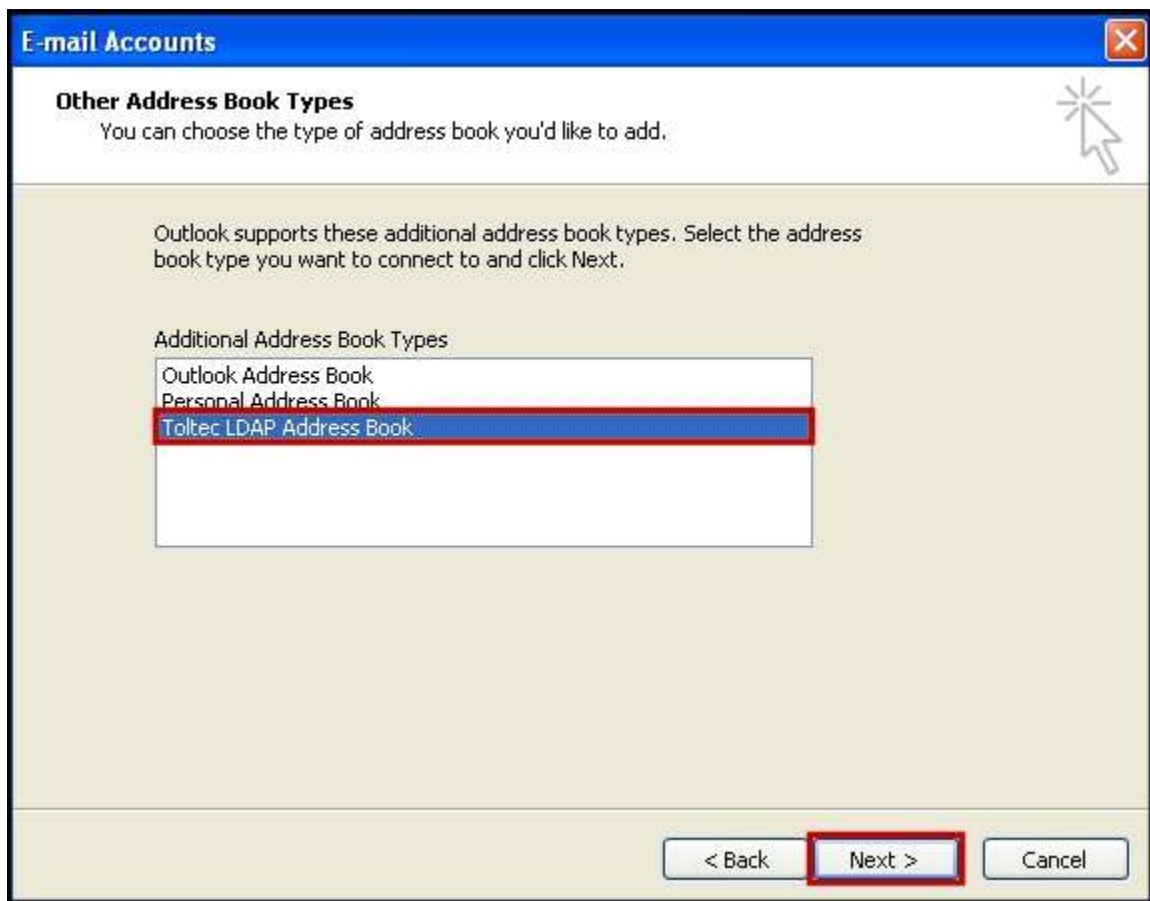 E-mail Accounts
Other Address Book Types
You can choose the type of address book you'd like to add.
Outlook supports these additional address book types. Select the address
book type you want to connect to and click Next.
Additional Address Book Types
Outlook Address Book
Personal Address Book
Toltec LDAP Address Book
< Back Next > Cancel